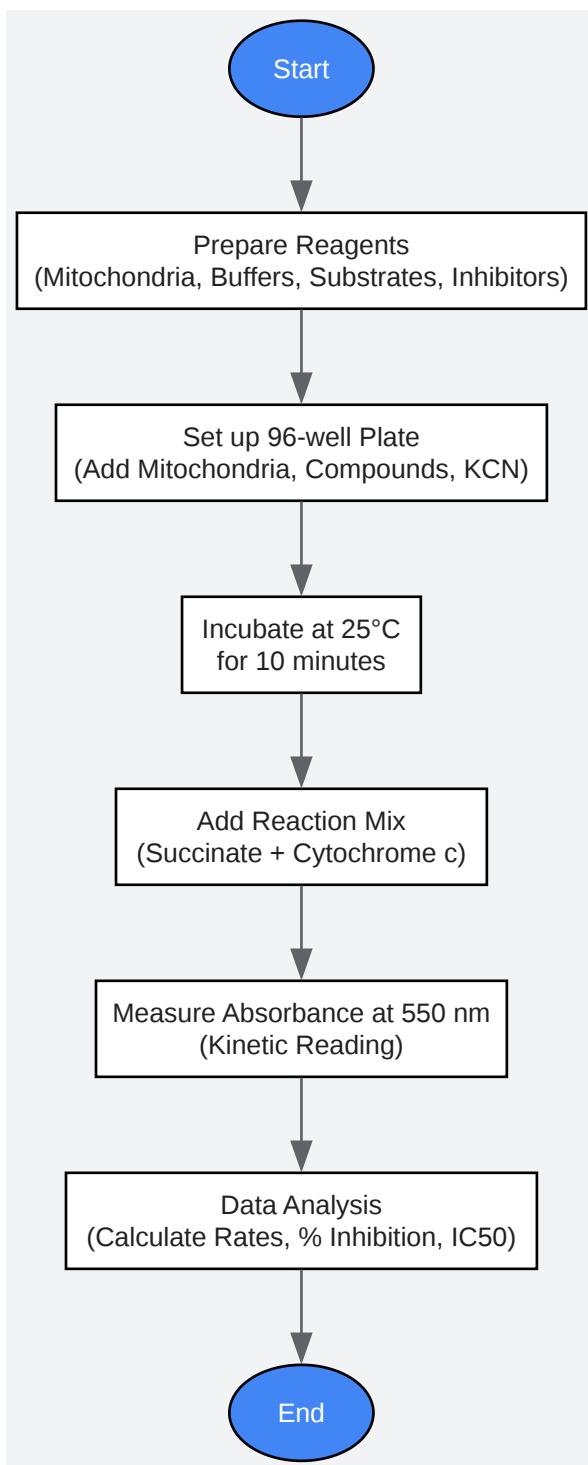 Start
Prepare Reagents
(Mitochondria, Buffers, Substrates, Inhibitors)
Set up 96-well Plate
(Add Mitochondria, Compounds, KCN)
Incubate at 25°C
for 10 minutes
Add Reaction Mix
(Succinate + Cytochrome c)
Measure Absorbance at 550 nm
(Kinetic Reading)
Data Analysis
(Calculate Rates, % Inhibition, IC50)
End